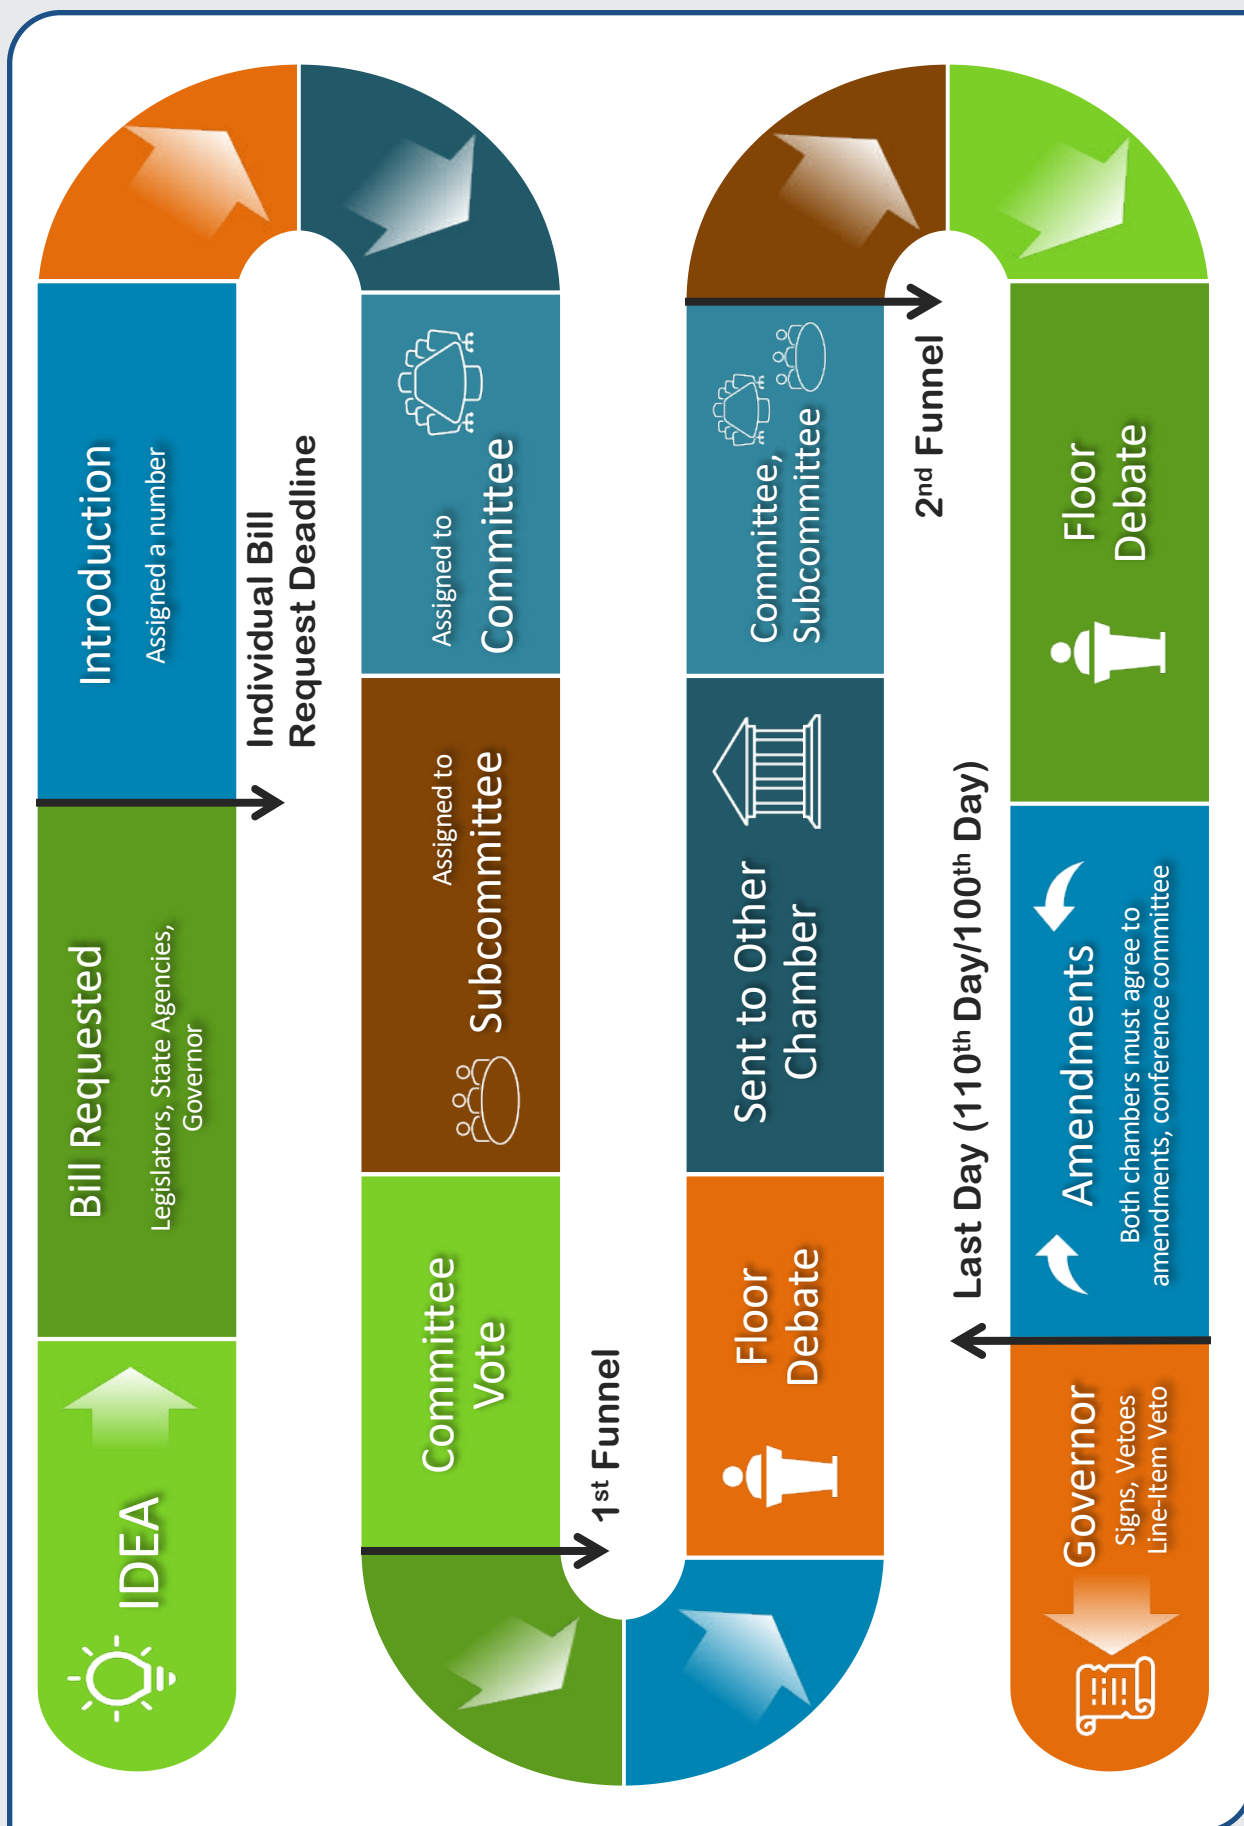 IDEA
Bill Requested
Legislators, State Agencies,
Governor
Individual Bill
Request Deadline
Introduction
Assigned a number
Assigned to
Committee
Assigned to
Subcommittee
Committee
Vote
1st Funnel
Floor
Debate
Sent to Other
Chamber
Committee,
Subcommittee
2nd Funnel
Floor
Debate
Amendments
Both chambers must agree to
amendments, conference committee
Last Day (110th Day/100th Day)
Governor
Signs, Vetoes
Line-Item Veto